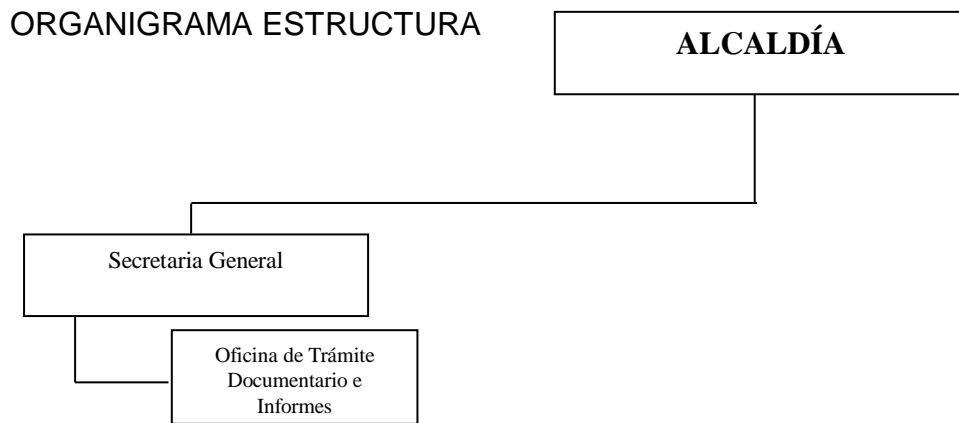 ORGANIGRAMA ESTRUCTURA
ALCALDÍA
Secretaria General
Oficina de Trámite
Documentario e
Informes